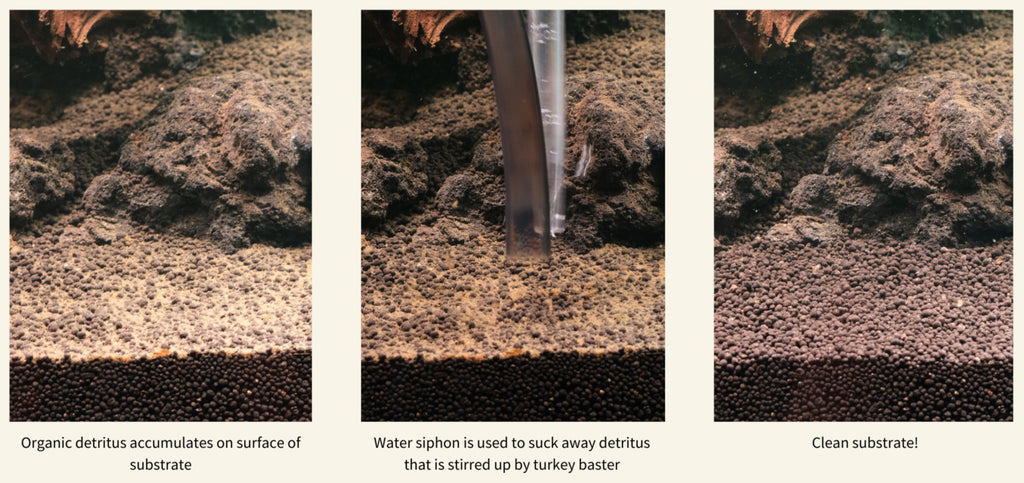 Organic detritus accumulates on surface of
substrate
Water siphon is used to suck away detritus
that is stirred up by turkey baster
Clean substrate!